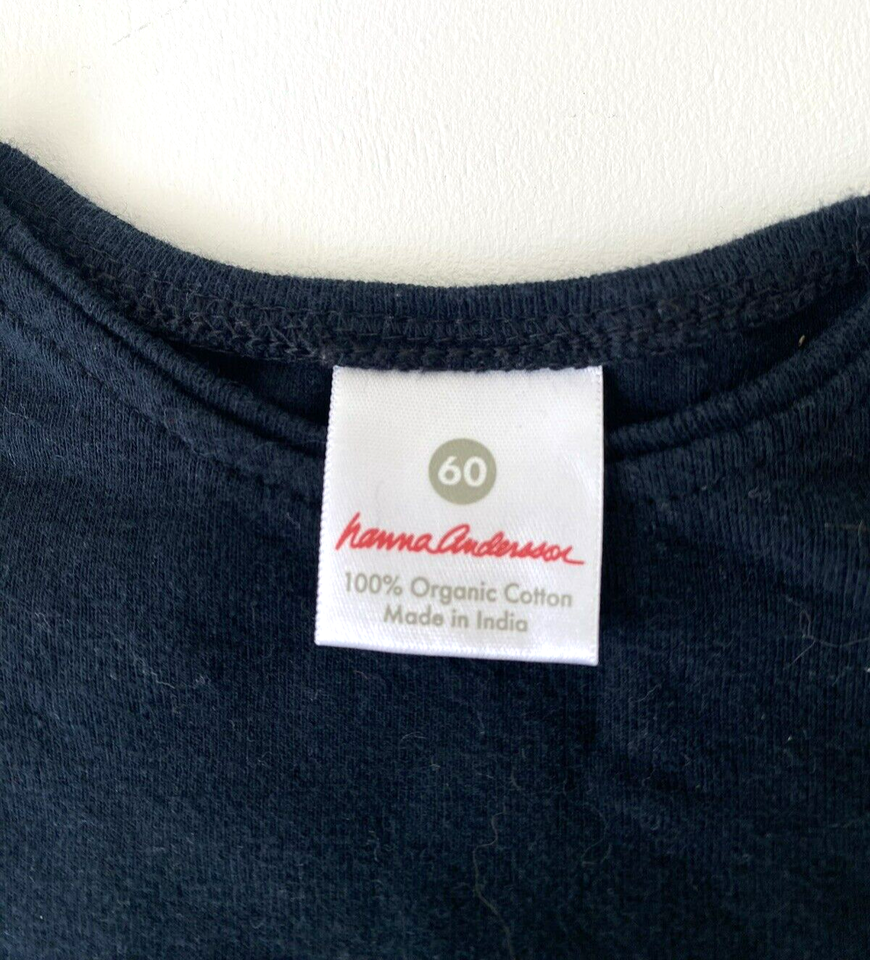 60
hanna Andersson
100% Organic Cotton
Made in India